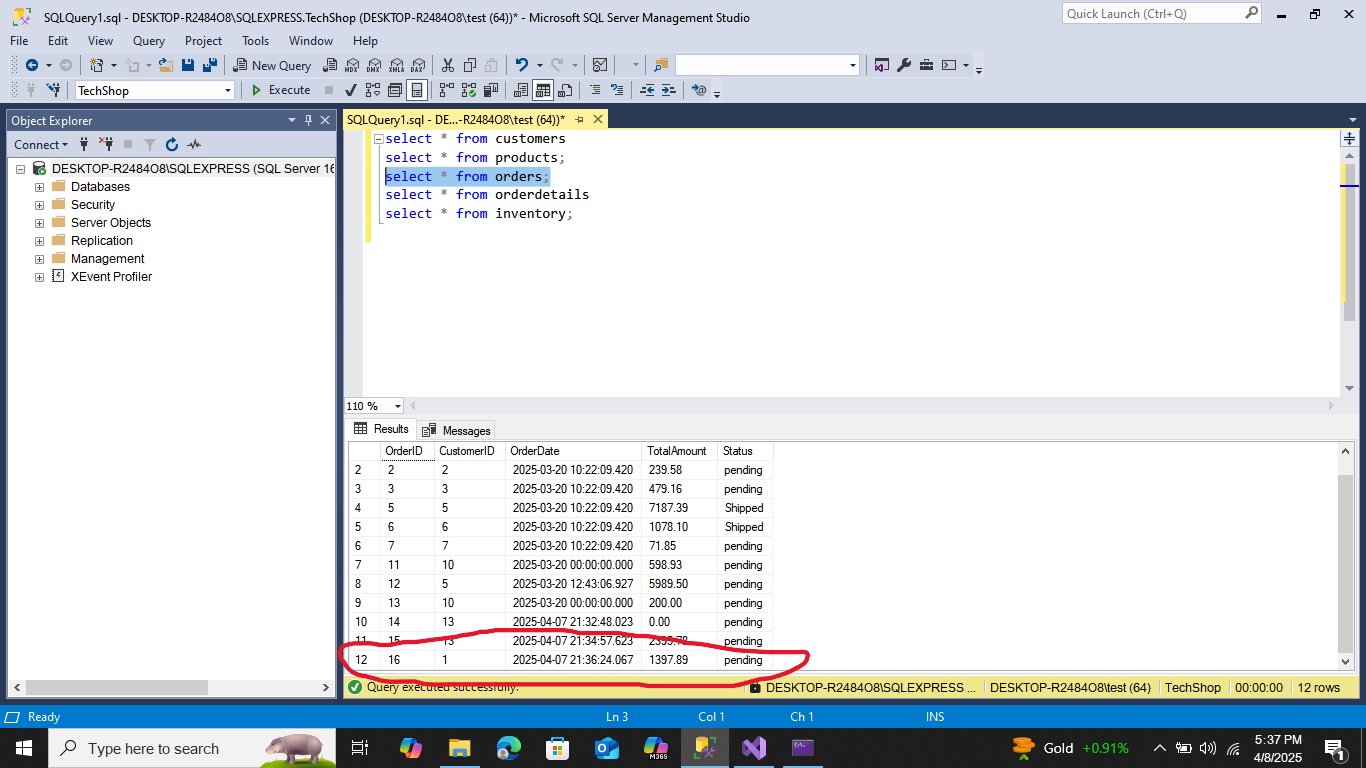 SQLQuery1.sql - DESKTOP-R2484O8\SQLEXPRESS.TechShop (DESKTOP-R2484O8\test (64))* - Microsoft SQL Server Management Studio
Quick Launch (Ctrl+Q)
File Edit View Query Project Tools Window Help
New Query MDX DMX XMLA DAX
TechShop Execute
Object Explorer
Connect
DESKTOP-R2484O8\SQLEXPRESS (SQL Server 16
Databases
Security
Server Objects
Replication
Management
XEvent Profiler
SQLQuery1.sql - DE...-R2484O8\test (64))*
select * from customers
select * from products;
select * from orders;
select * from orderdetails
select * from inventory;
110 %
Results Messages
OrderID CustomerID OrderDate TotalAmount Status
2 2 2 2025-03-20 10:22:09.420 239.58 pending
3 3 3 2025-03-20 10:22:09.420 479.16 pending
4 5 5 2025-03-20 10:22:09.420 7187.39 Shipped
5 6 6 2025-03-20 10:22:09.420 1078.10 Shipped
6 7 7 2025-03-20 10:22:09.420 71.85 pending
7 11 10 2025-03-20 00:00:00.000 598.93 pending
8 12 5 2025-03-20 12:43:06.927 5989.50 pending
9 13 10 2025-03-20 00:00:00.000 200.00 pending
10 14 13 2025-04-07 21:32:48.023 0.00 pending
11 15 13 2025-04-07 21:34:57.623 pending
12 16 1 2025-04-07 21:36:24.067 1397.89 pending
Query executed successfully.
DESKTOP-R2484O8\SQLEXPRESS ... DESKTOP-R2484O8\test (64) TechShop 00:00:00 12 rows
Ready Ln 3 Col 1 Ch 1 INS
Type here to search
M365
Gold +0.91%
5:37 PM
4/8/2025
1